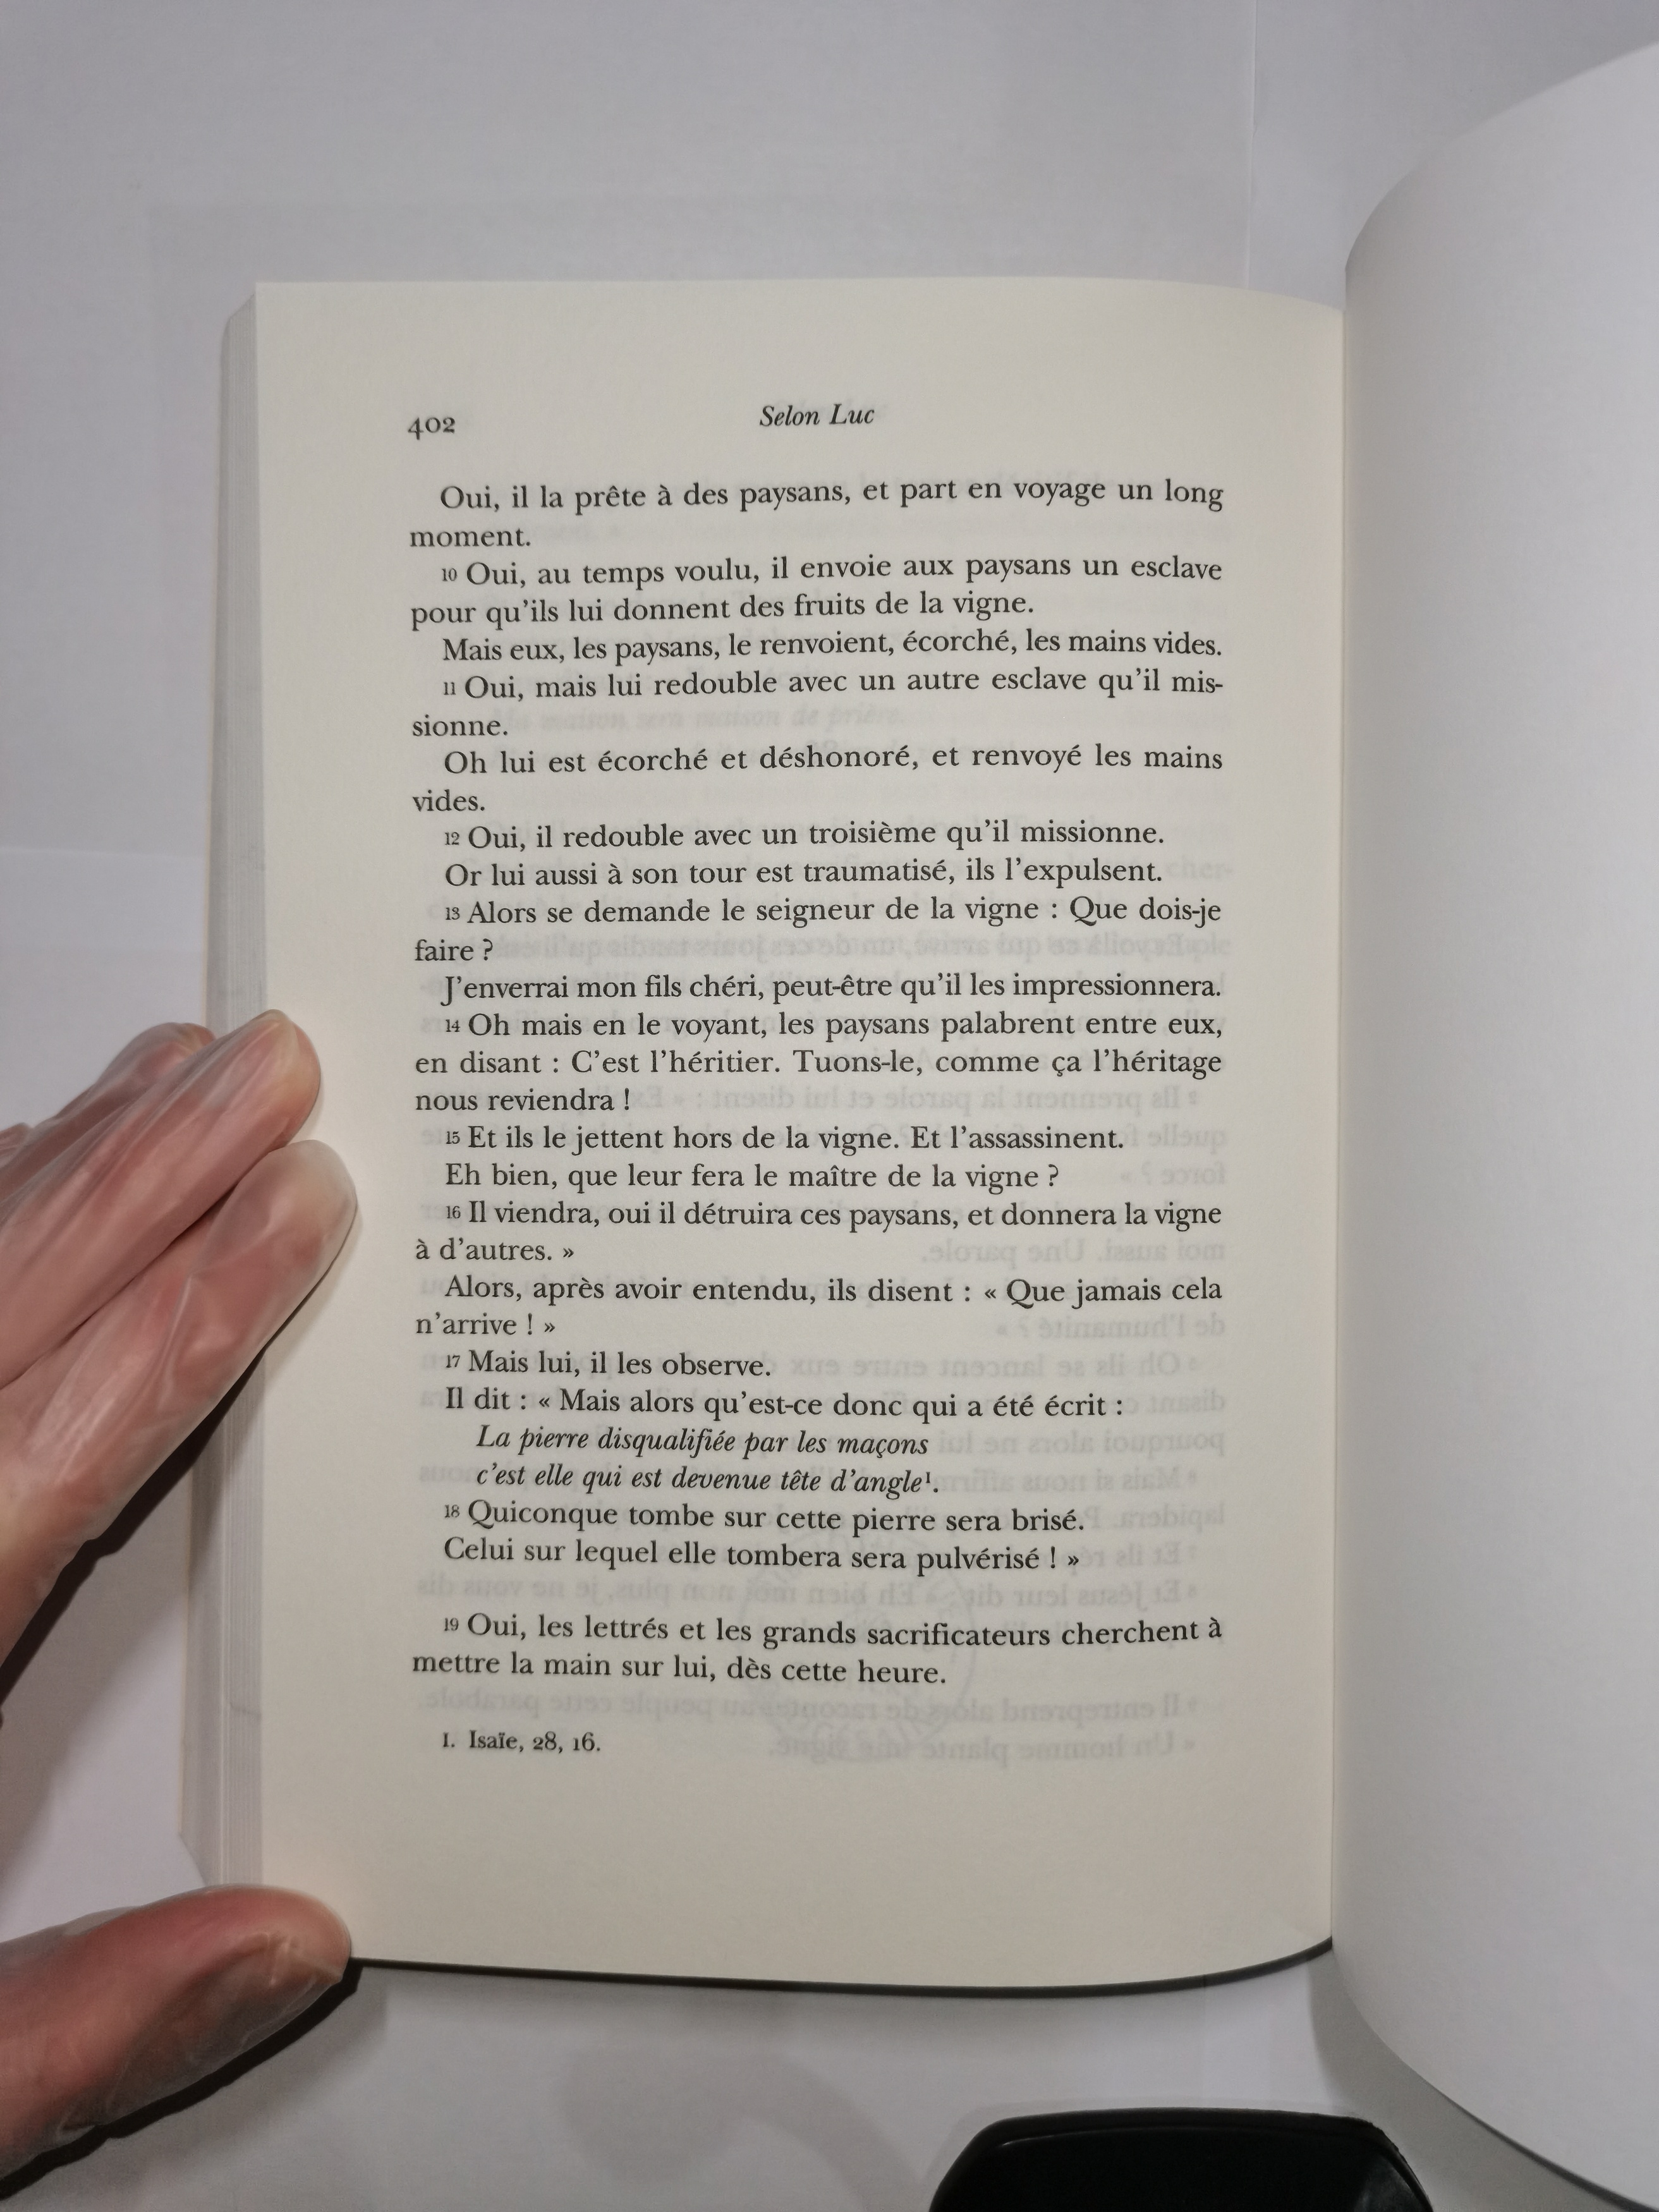 402
Selon Luc
Oui, il la prête à des paysans, et part en voyage un long
moment.
10 Oui, au temps voulu, il envoie aux paysans un esclave
pour qu'ils lui donnent des fruits de la vigne.
Mais eux, les paysans, le renvoient, écorché, les mains vides.
11 Oui, mais lui redouble avec un autre esclave qu'il mis-
sionne.
Oh lui est écorché et déshonoré, et renvoyé les mains
vides.
12 Oui, il redouble avec un troisième qu'il missionne.
Or lui aussi à son tour est traumatisé, ils l'expulsent.
13 Alors se demande le seigneur de la vigne : Que dois-je
faire ?
J'enverrai mon fils chéri, peut-être qu'il les impressionnera.
14 Oh mais en le voyant, les paysans palabrent entre eux,
en disant : C'est l'héritier. Tuons-le, comme ça l'héritage
nous reviendra !
15 Et ils le jettent hors de la vigne. Et l'assassinent.
Eh bien, que leur fera le maître de la vigne ?
16 Il viendra, oui il détruira ces paysans, et donnera la vigne
à d'autres. »
Alors, après avoir entendu, ils disent : « Que jamais cela
n'arrive ! »
17 Mais lui, il les observe.
Il dit : « Mais alors qu'est-ce donc qui a été écrit :
La pierre disqualifiée par les maçons
c'est elle qui est devenue tête d'angle¹.
18 Quiconque tombe sur cette pierre sera brisé.
Celui sur lequel elle tombera sera pulvérisé ! »
19 Oui, les lettrés et les grands sacrificateurs cherchent à
mettre la main sur lui, dès cette heure.
1. Isaïe, 28, 16.